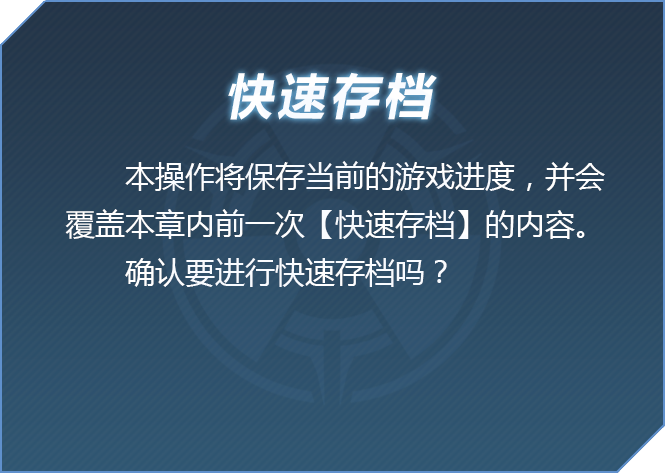 快速存档
本操作将保存当前的游戏进度，并会
覆盖本章内前一次【快速存档】的内容。
确认要进行快速存档吗？